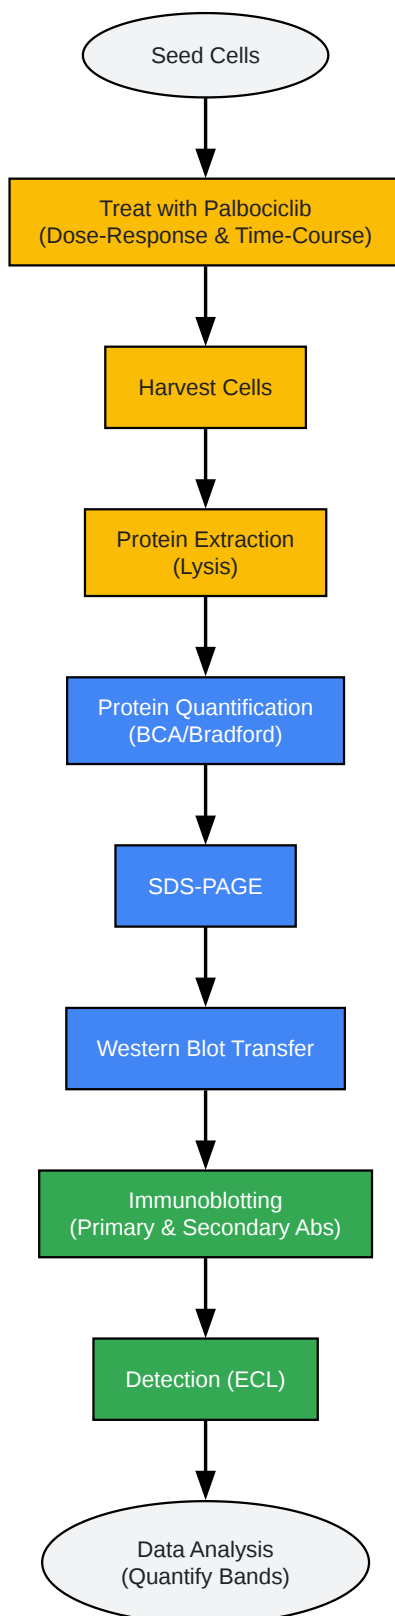 Seed Cells
Treat with Palbociclib
(Dose-Response & Time-Course)
Harvest Cells
Protein Extraction
(Lysis)
Protein Quantification
(BCA/Bradford)
SDS-PAGE
Western Blot Transfer
Immunoblotting
(Primary & Secondary Abs)
Detection (ECL)
Data Analysis
(Quantify Bands)